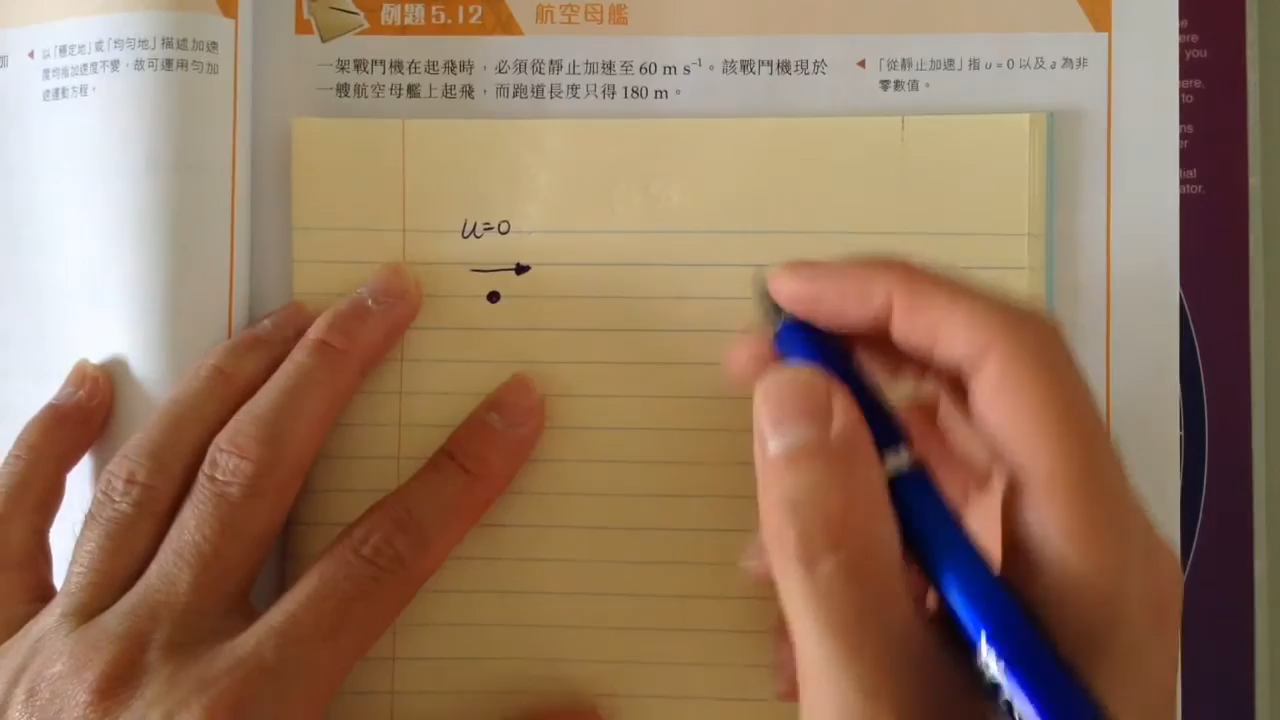 例題 5.12 航空母艦
一架戰鬥機在起飛時，必須從靜止加速至 60 m s⁻¹。該戰鬥機現於
一艘航空母艦上起飛，而跑道長度只得 180 m。
◀「從靜止加速」指 u = 0 以及 a 為非
零數值。
加
◀ 以「穩定地」或「均勻地」描述加速
度均指加速度不變，故可運用勻加
速運動方程。
u=0
you
to